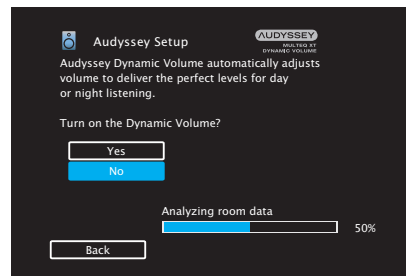 Audyssey Setup
AUDYSSEY
MULTEQ XT
DYNAMIC VOLUME
Audyssey Dynamic Volume automatically adjusts
volume to deliver the perfect levels for day
or night listening.
Turn on the Dynamic Volume?
Yes
No
Analyzing room data
50%
Back